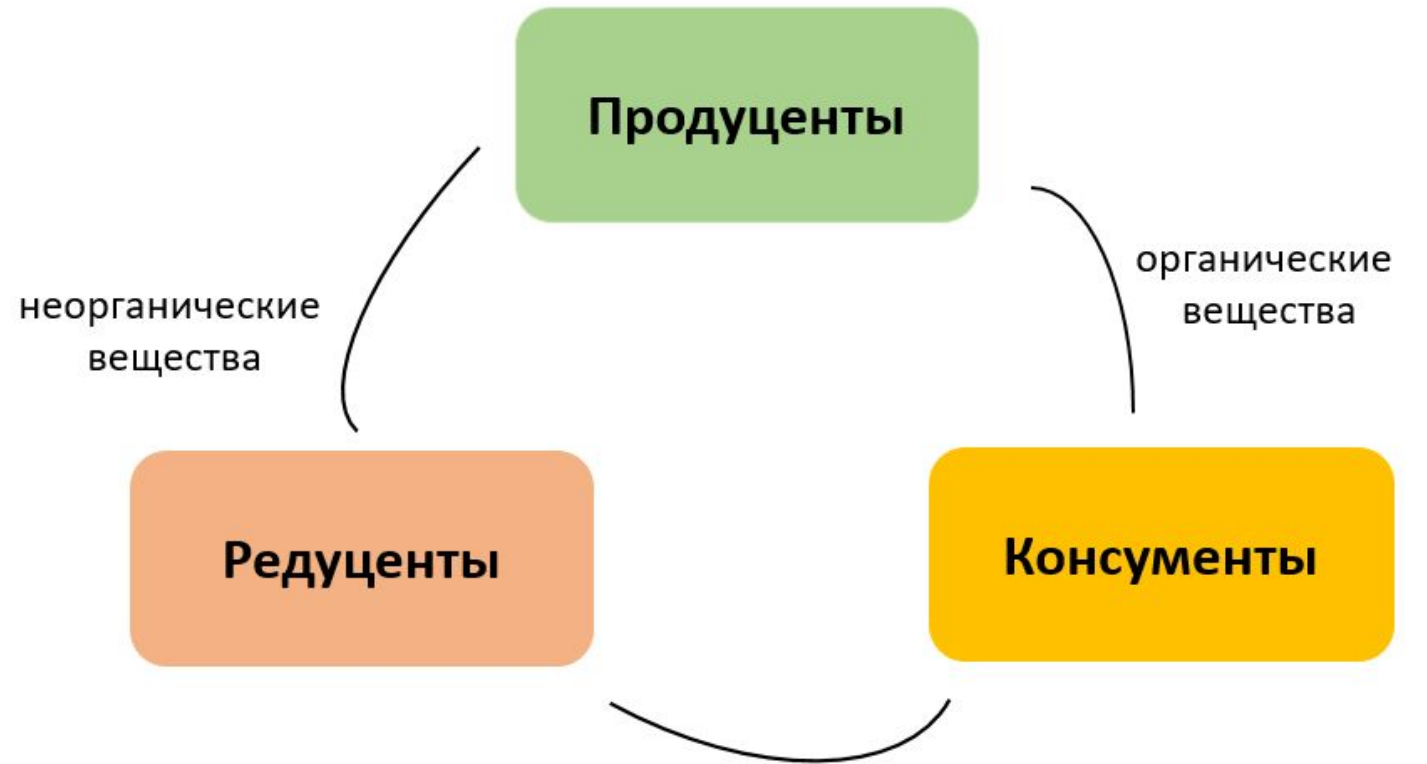 Продуценты
органические
вещества
неорганические
вещества
Редуценты
Консументы